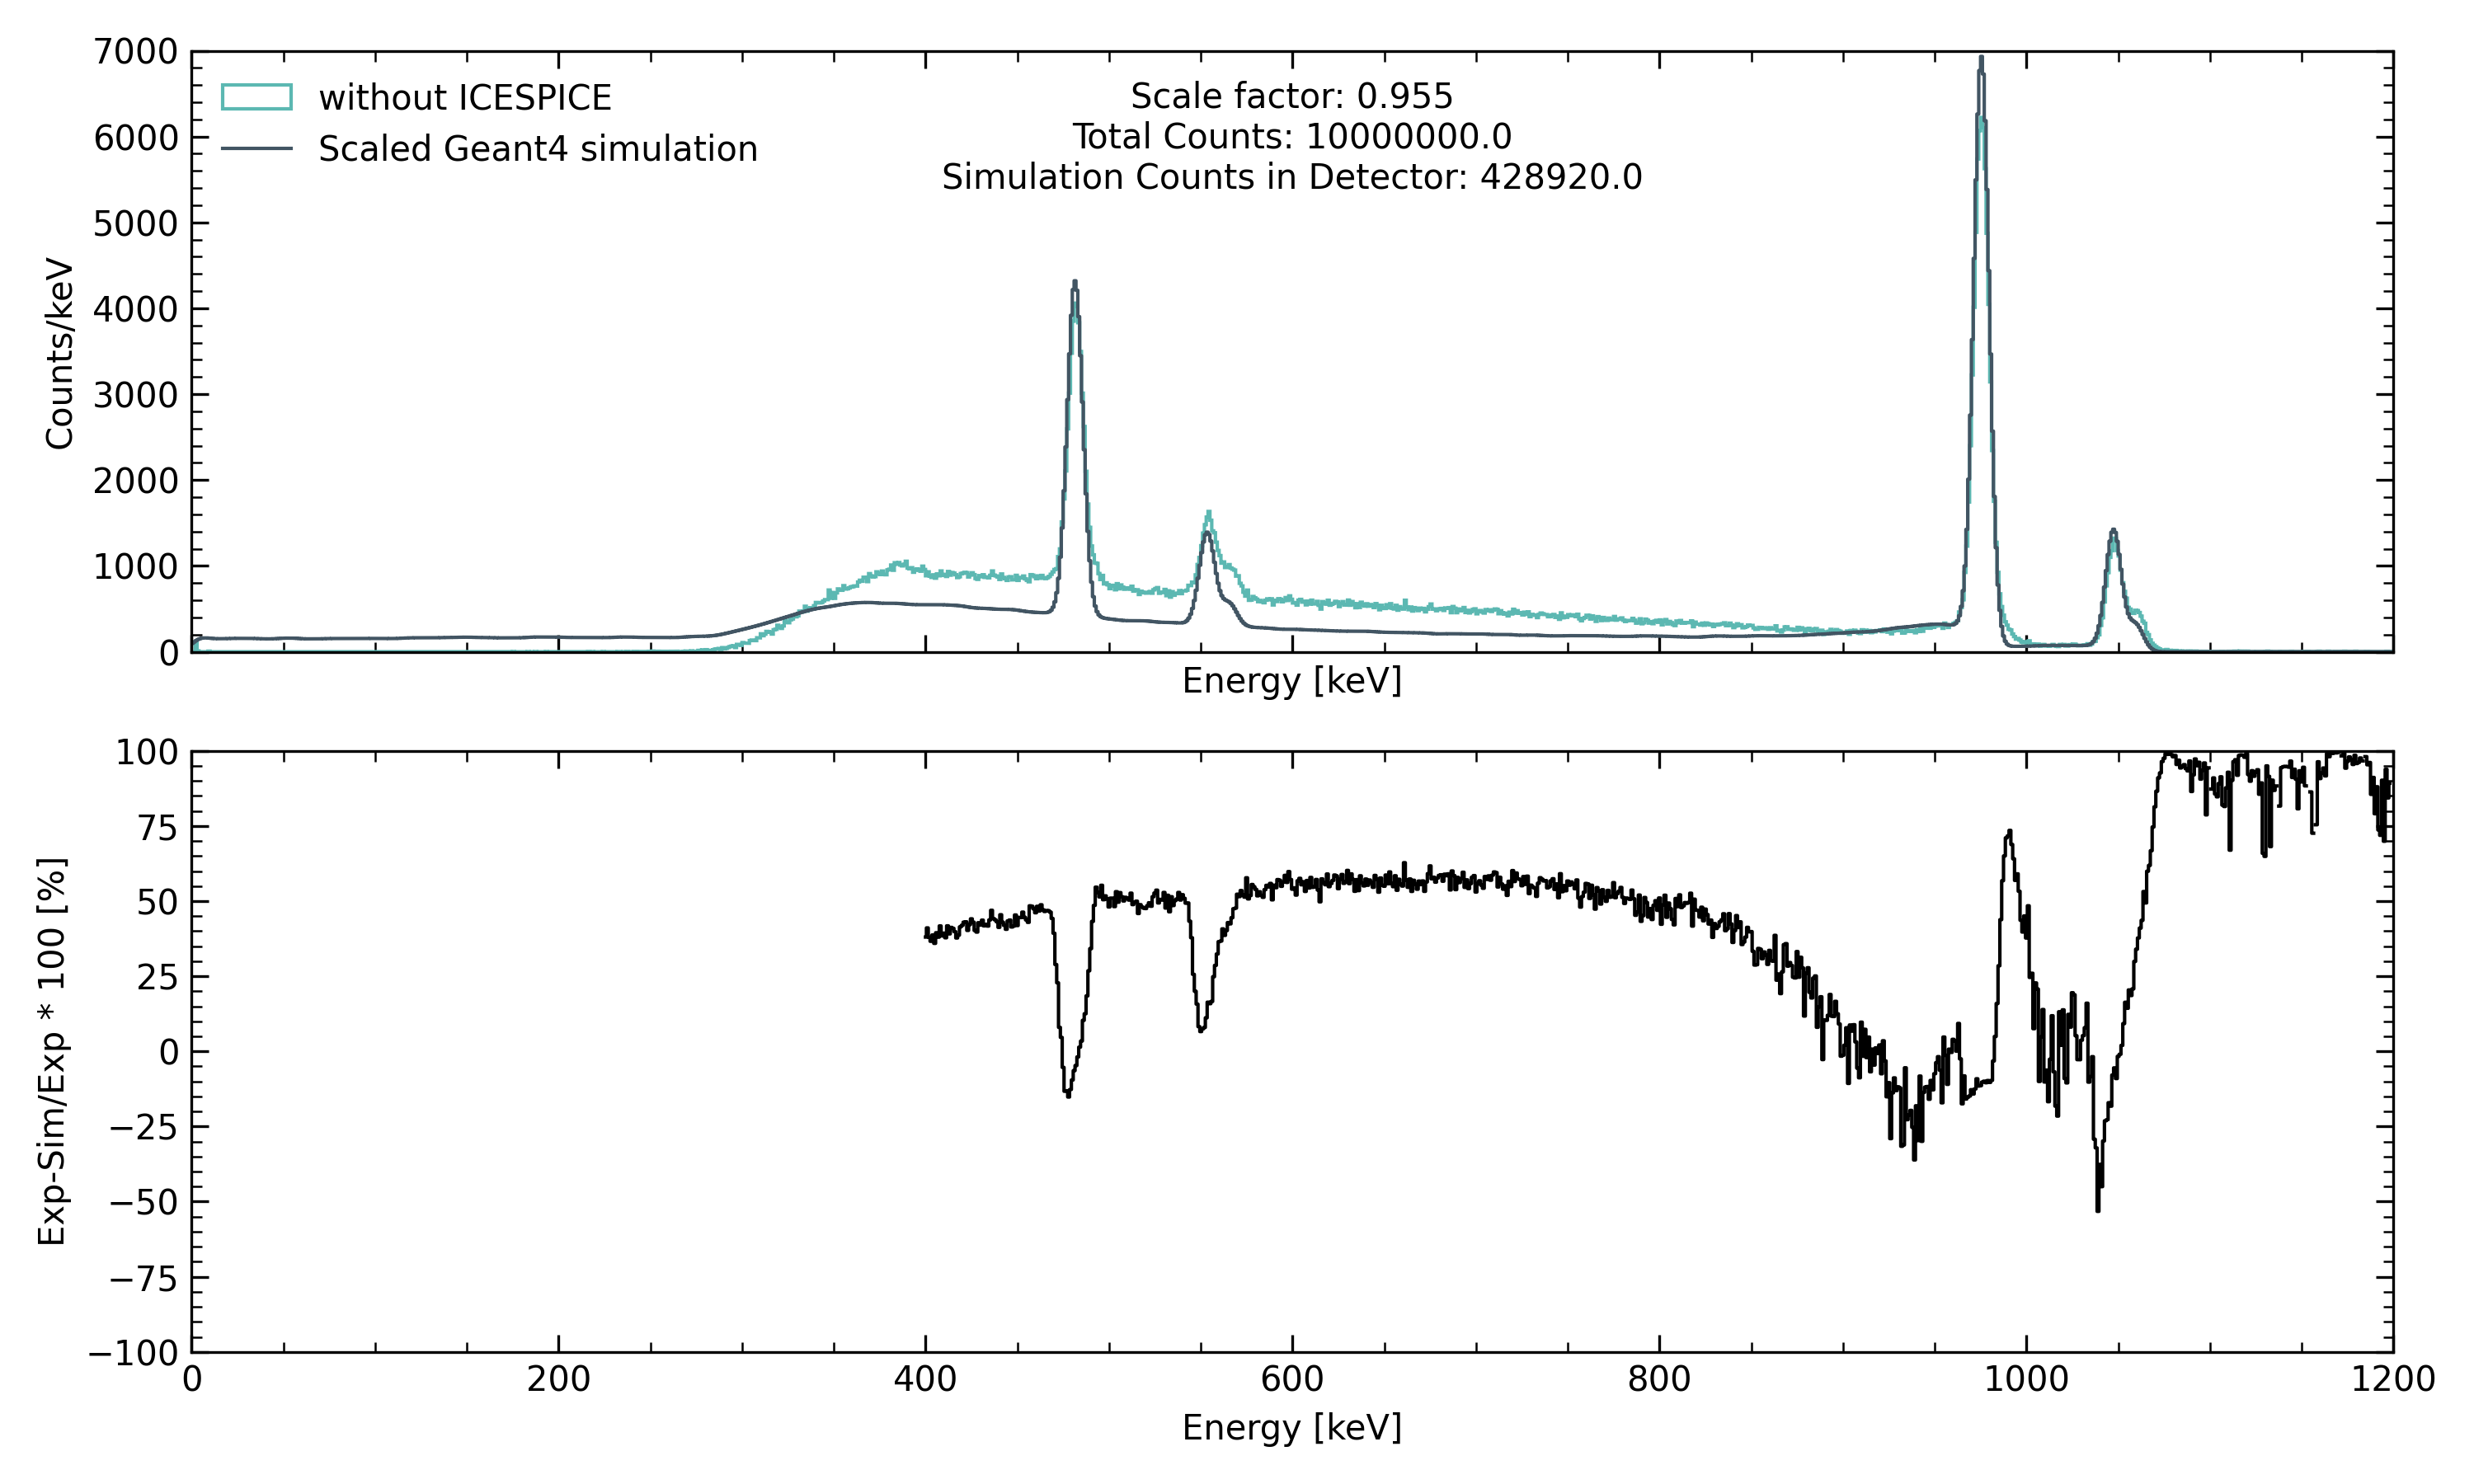 7000
6000
5000
4000
3000
2000
1000
0
Counts/keV
without ICESPICE
Scaled Geant4 simulation
Scale factor: 0.955
Total Counts: 10000000.0
Simulation Counts in Detector: 428920.0
Energy [keV]
100
75
50
25
0
−25
−50
−75
−100
Exp-Sim/Exp * 100 [%]
0 200 400 600 800 1000 1200
Energy [keV]